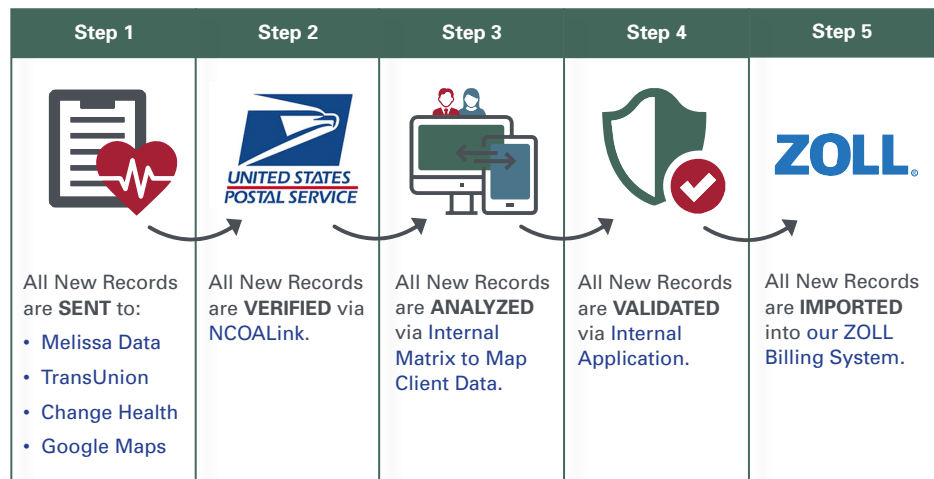 Step 1
Step 2
Step 3
Step 4
Step 5
UNITED STATES
POSTAL SERVICE
ZOLL®
All New Records
are SENT to:
• Melissa Data
• TransUnion
• Change Health
• Google Maps
All New Records
are VERIFIED via
NCOALink.
All New Records
are ANALYZED
via Internal
Matrix to Map
Client Data.
All New Records
are VALIDATED
via Internal
Application.
All New Records
are IMPORTED
into our ZOLL
Billing System.